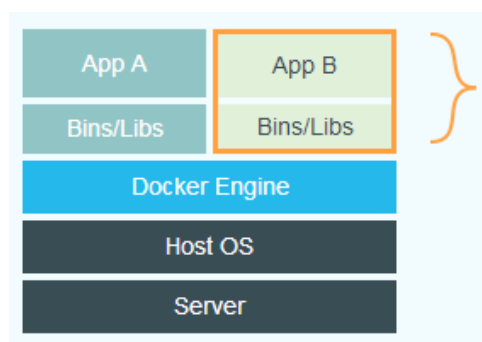 App A
App B
Bins/Libs
Bins/Libs
Docker Engine
Host OS
Server